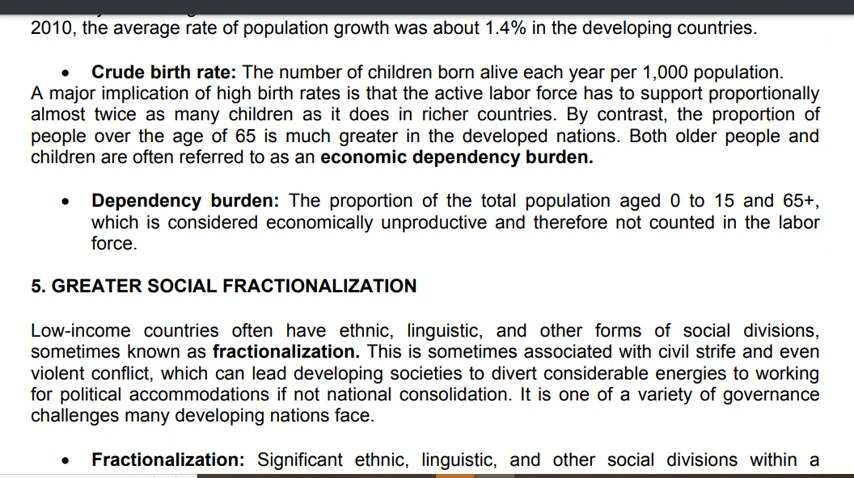 2010, the average rate of population growth was about 1.4% in the developing countries.
• Crude birth rate: The number of children born alive each year per 1,000 population.
A major implication of high birth rates is that the active labor force has to support proportionally
almost twice as many children as it does in richer countries. By contrast, the proportion of
people over the age of 65 is much greater in the developed nations. Both older people and
children are often referred to as an economic dependency burden.
• Dependency burden: The proportion of the total population aged 0 to 15 and 65+,
which is considered economically unproductive and therefore not counted in the labor
force.
5. GREATER SOCIAL FRACTIONALIZATION
Low-income countries often have ethnic, linguistic, and other forms of social divisions,
sometimes known as fractionalization. This is sometimes associated with civil strife and even
violent conflict, which can lead developing societies to divert considerable energies to working
for political accommodations if not national consolidation. It is one of a variety of governance
challenges many developing nations face.
• Fractionalization: Significant ethnic, linguistic, and other social divisions within a